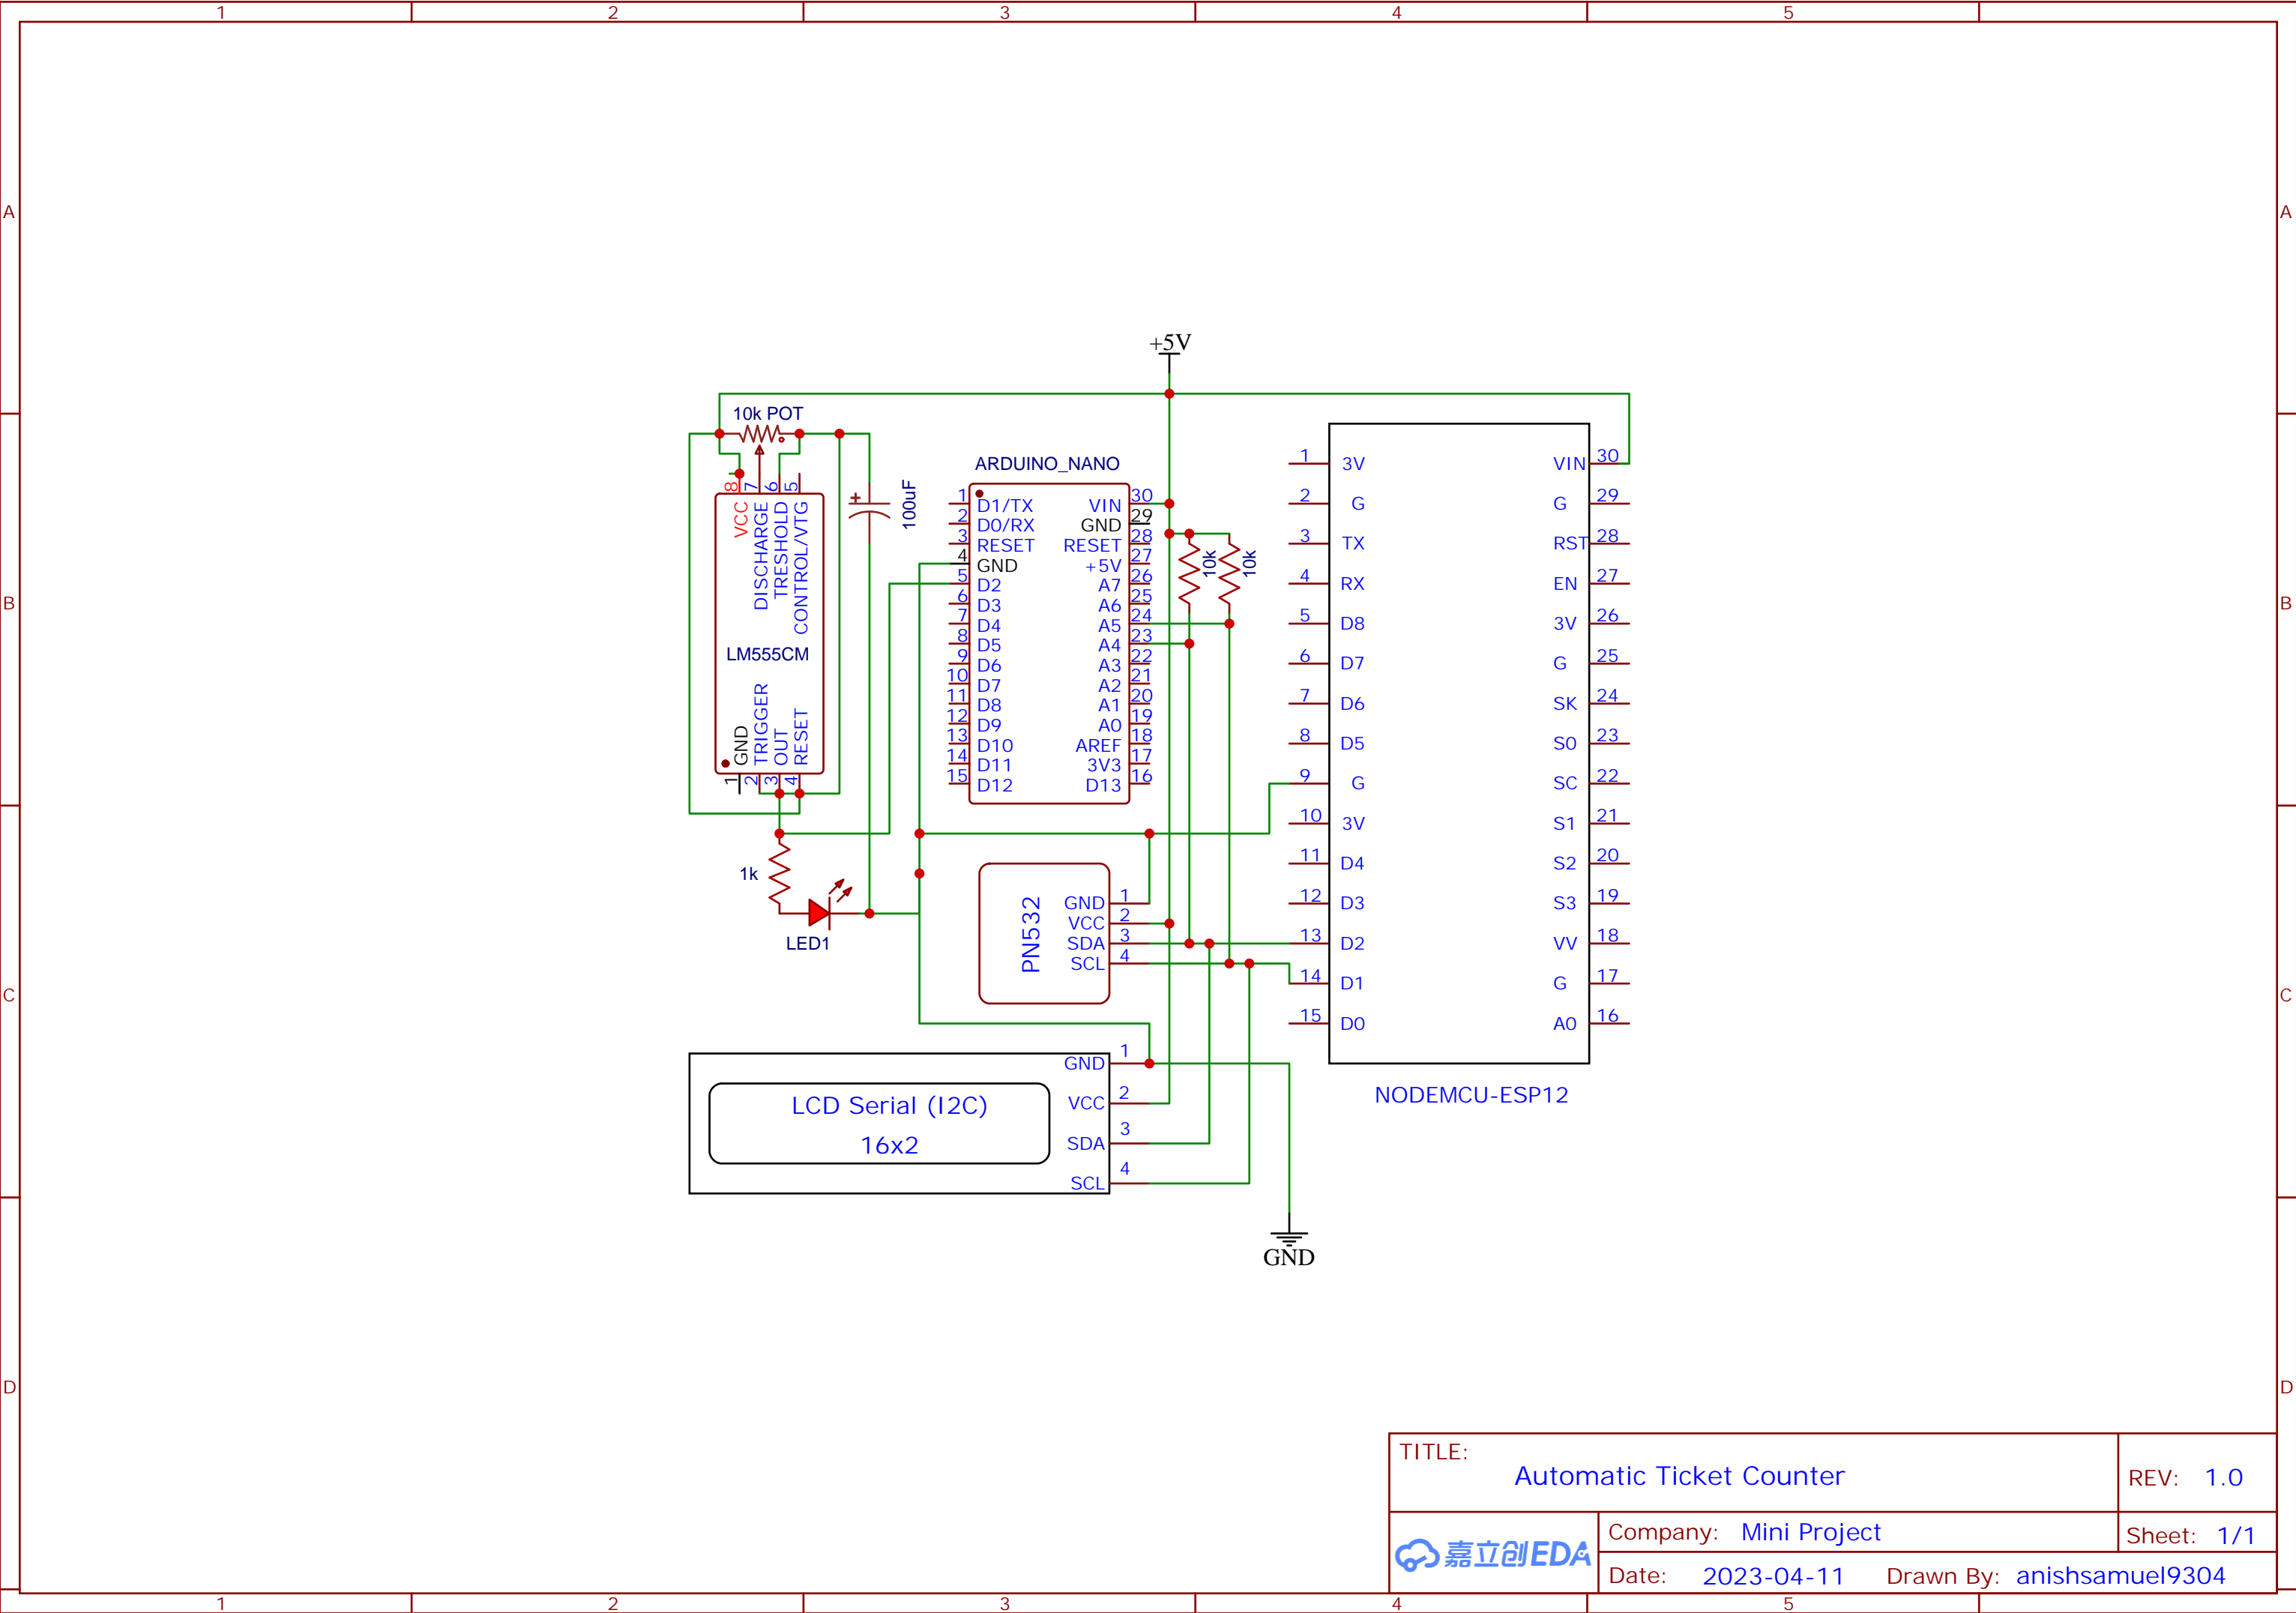 1 2 3 4 5
A A
B B
C C
D D
+5V
10k POT
8 7 6 5
VCC
DISCHARGE
TRESHOLD
CONTROL/VTG
LM555CM
GND
TRIGGER
OUT
RESET
1 2 3 4
+
100uF
1k
LED1
ARDUINO_NANO
1 D1/TX VIN 30
2 D0/RX GND 29
3 RESET RESET 28
4 GND +5V 27
5 D2 A7 26
6 D3 A6 25
7 D4 A5 24
8 D5 A4 23
9 D6 A3 22
10 D7 A2 21
11 D8 A1 20
12 D9 A0 19
13 D10 AREF 18
14 D11 3V3 17
15 D12 D13 16
10k
10k
1 3V VIN 30
2 G G 29
3 TX RST 28
4 RX EN 27
5 D8 3V 26
6 D7 G 25
7 D6 SK 24
8 D5 S0 23
9 G SC 22
10 3V S1 21
11 D4 S2 20
12 D3 S3 19
13 D2 VV 18
14 D1 G 17
15 D0 A0 16
NODEMCU-ESP12
PN532
GND 1
VCC 2
SDA 3
SCL 4
LCD Serial (I2C)
16x2
GND 1
VCC 2
SDA 3
SCL 4
GND
TITLE:
Automatic Ticket Counter
REV: 1.0
嘉立创EDA
Company: Mini Project
Sheet: 1/1
Date: 2023-04-11 Drawn By: anishsamuel9304
1 2 3 4 5